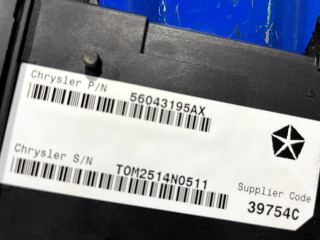 Chrysler P/N
56043195AX
Chrysler S/N
TOM2514N0511
Supplier Code
39754C